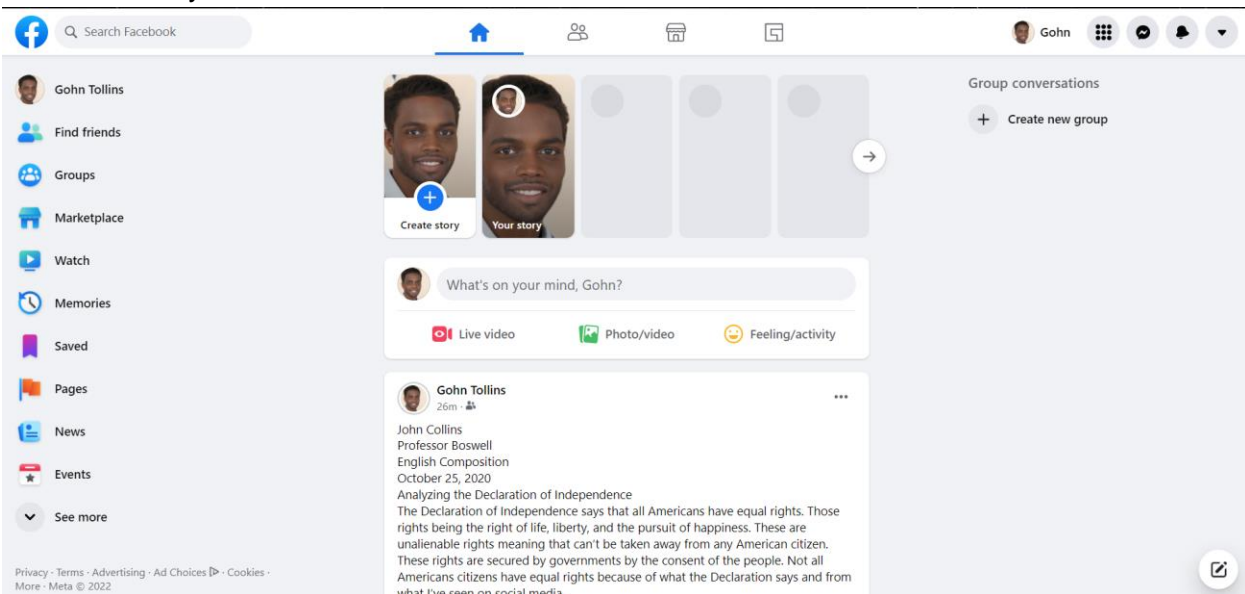 Search Facebook
Gohn
Gohn Tollins
Find friends
Groups
Marketplace
Watch
Memories
Saved
Pages
News
Events
See more
Privacy · Terms · Advertising · Ad Choices · Cookies ·
More · Meta © 2022
Create story
Your story
What's on your mind, Gohn?
Live video
Photo/video
Feeling/activity
Gohn Tollins
26m ·
John Collins
Professor Boswell
English Composition
October 25, 2020
Analyzing the Declaration of Independence
The Declaration of Independence says that all Americans have equal rights. Those
rights being the right of life, liberty, and the pursuit of happiness. These are
unalienable rights meaning that can't be taken away from any American citizen.
These rights are secured by governments by the consent of the people. Not all
Americans citizens have equal rights because of what the Declaration says and from
what I've seen on social media.
Group conversations
Create new group